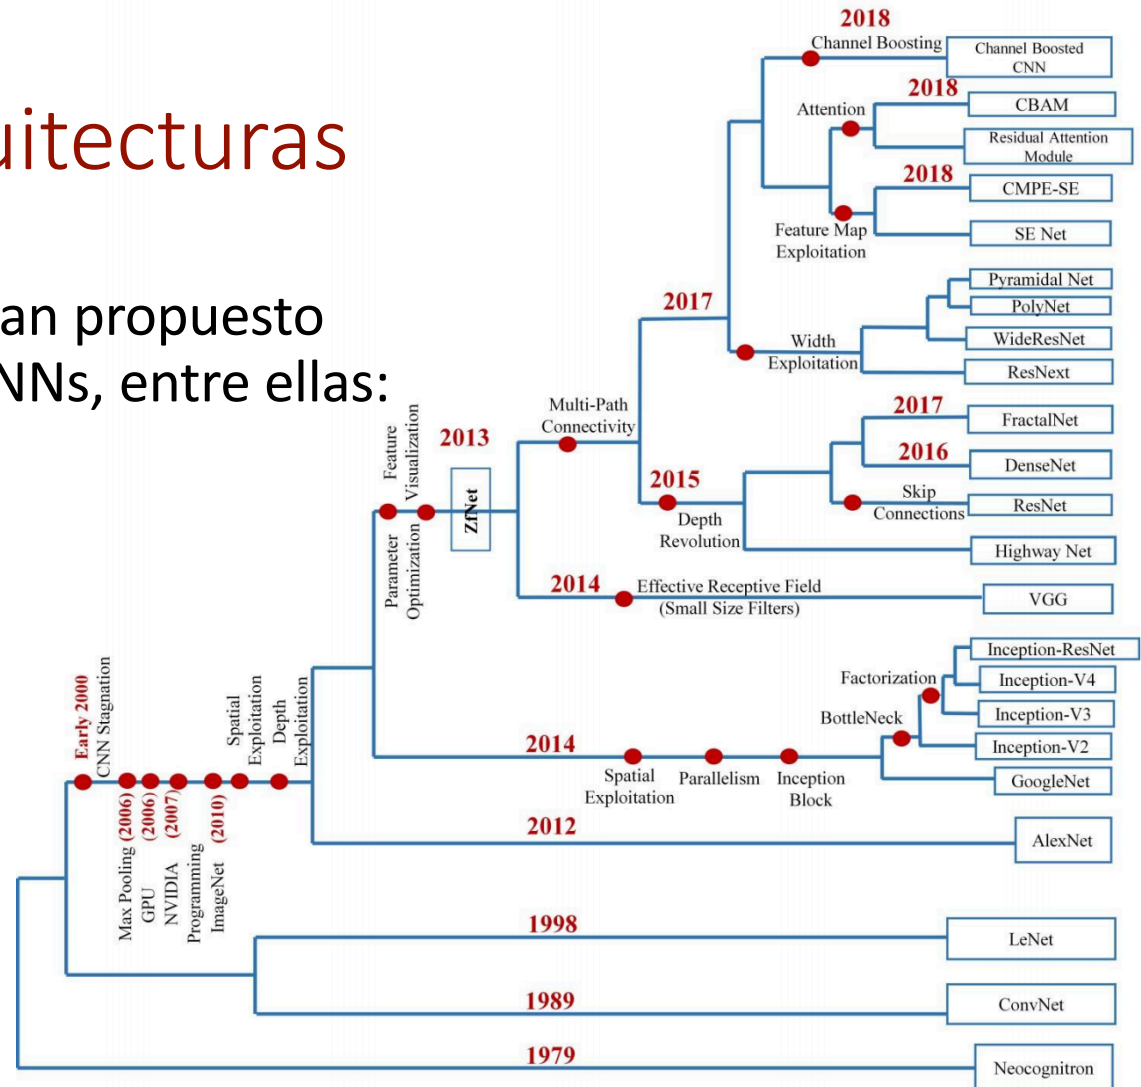 uitecturas
an propuesto
NNs, entre ellas:
2018
Channel Boosting
Channel Boosted
CNN
2018
Attention
CBAM
Residual Attention
Module
2018
CMPE-SE
Feature Map
Exploitation
SE Net
2017
Pyramidal Net
PolyNet
Width
Exploitation
WideResNet
ResNext
Multi-Path
Connectivity
2017
FractalNet
2016
DenseNet
2015
Depth
Revolution
Skip
Connections
ResNet
Highway Net
Feature
Visualization
2013
ZfNet
Parameter
Optimization
2014
Effective Receptive Field
(Small Size Filters)
VGG
Inception-ResNet
Factorization
Inception-V4
BottleNeck
Inception-V3
Inception-V2
2014
Spatial
Exploitation
Parallelism
Inception
Block
GoogleNet
Early 2000
CNN Stagnation
Spatial
Exploitation
Depth
Exploitation
Max Pooling (2006)
GPU (2006)
NVIDIA (2007)
Programming
ImageNet (2010)
2012
AlexNet
1998
LeNet
1989
ConvNet
1979
Neocognitron